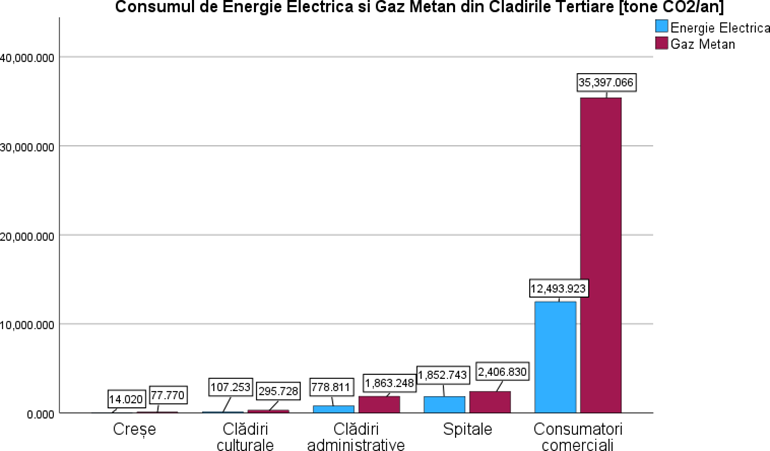 Consumul de Energie Electrica si Gaz Metan din Cladirile Tertiare [tone CO2/an]
Energie Electrica
Gaz Metan
40,000.000
30,000.000
20,000.000
10,000.000
0.000
14.020
77.770
107.253
295.728
778.811
1,863.248
1,852.743
2,406.830
12,493.923
35,397.066
Creșe
Clădiri
culturale
Clădiri
administrative
Spitale
Consumatori
comerciali